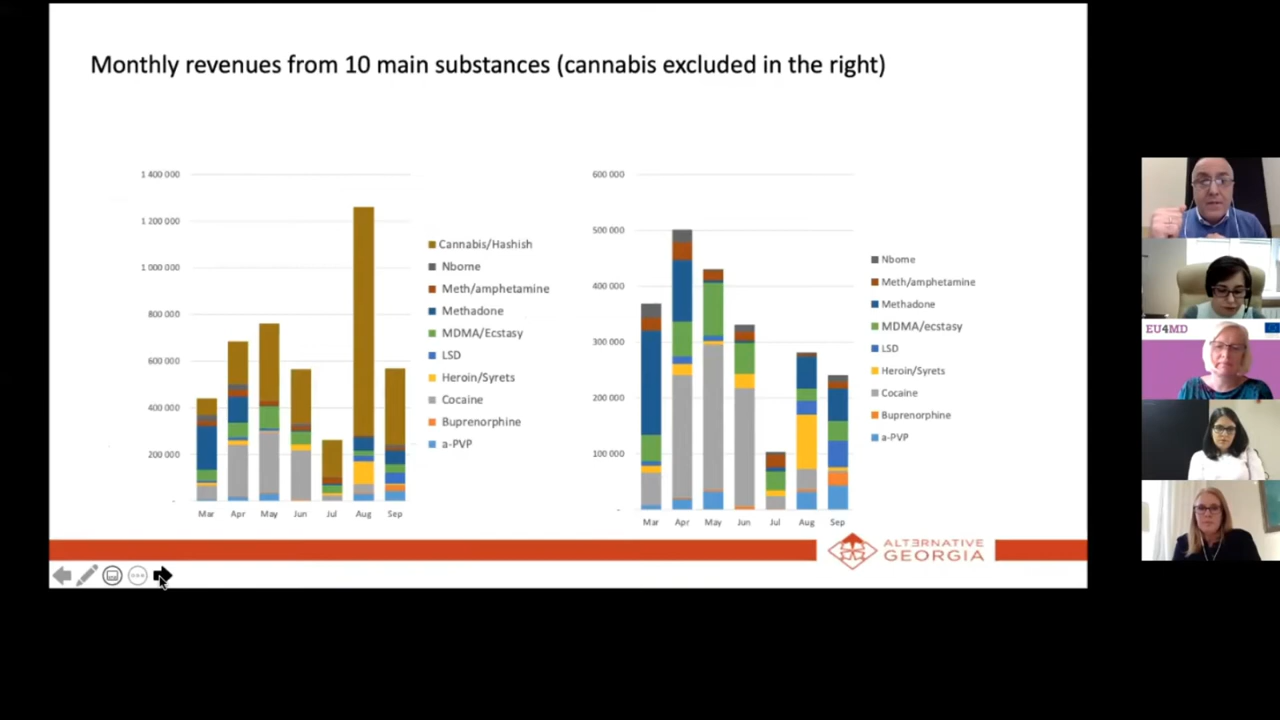 Monthly revenues from 10 main substances (cannabis excluded in the right)
1 400 000
1 200 000
1 000 000
800 000
600 000
400 000
200 000
-
Mar Apr May Jun Jul Aug Sep
Cannabis/Hashish
Nbome
Meth/amphetamine
Methadone
MDMA/Ecstasy
LSD
Heroin/Syrets
Cocaine
Buprenorphine
a-PVP
600 000
500 000
400 000
300 000
200 000
100 000
-
Mar Apr May Jun Jul Aug Sep
Nbome
Meth/amphetamine
Methadone
MDMA/ecstasy
LSD
Heroin/Syrets
Cocaine
Buprenorphine
a-PVP
ALTERNATIVE
GEORGIA
EU4MD